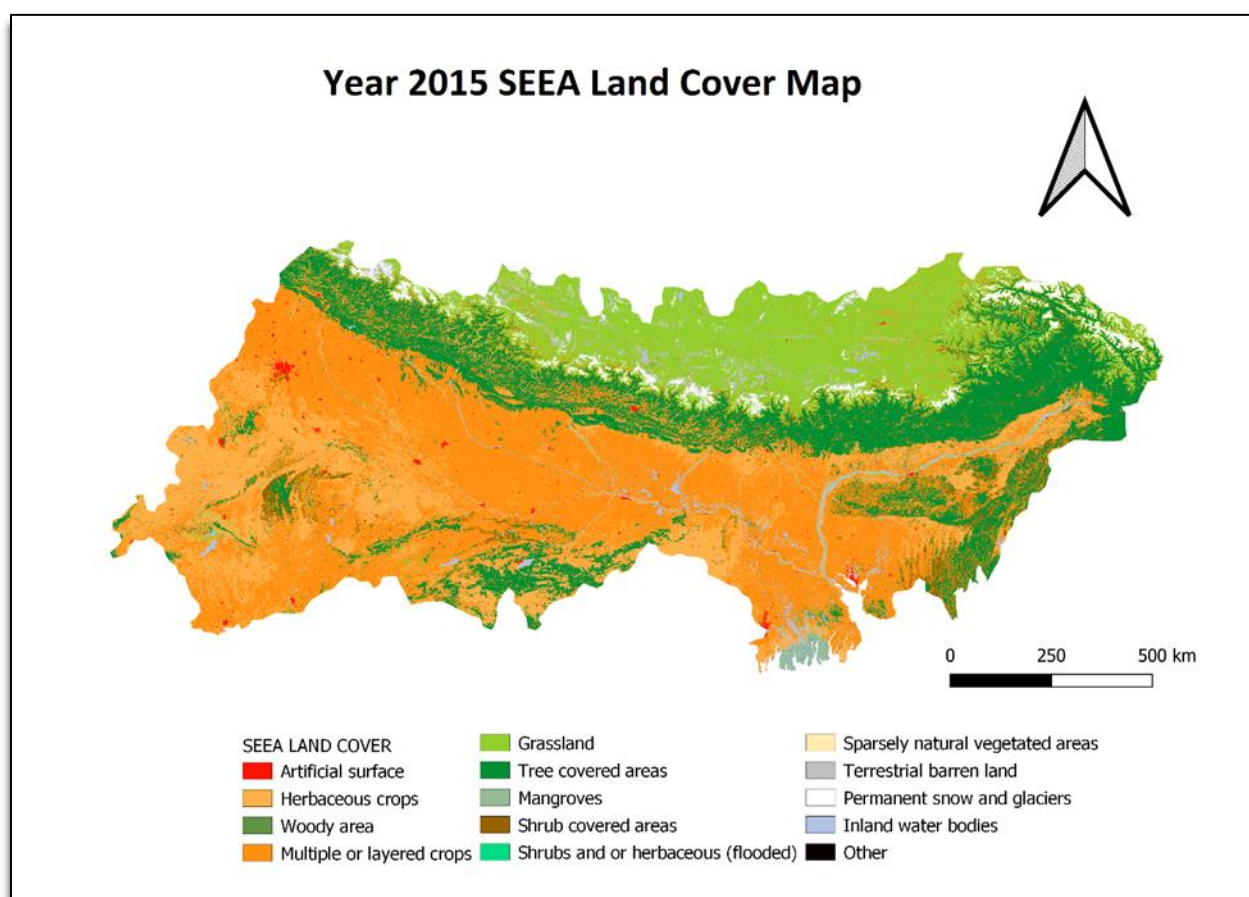 Year 2015 SEEA Land Cover Map
0 250 500 km
SEEA LAND COVER
Artificial surface
Herbaceous crops
Woody area
Multiple or layered crops
Grassland
Tree covered areas
Mangroves
Shrub covered areas
Shrubs and or herbaceous (flooded)
Sparsely natural vegetated areas
Terrestrial barren land
Permanent snow and glaciers
Inland water bodies
Other